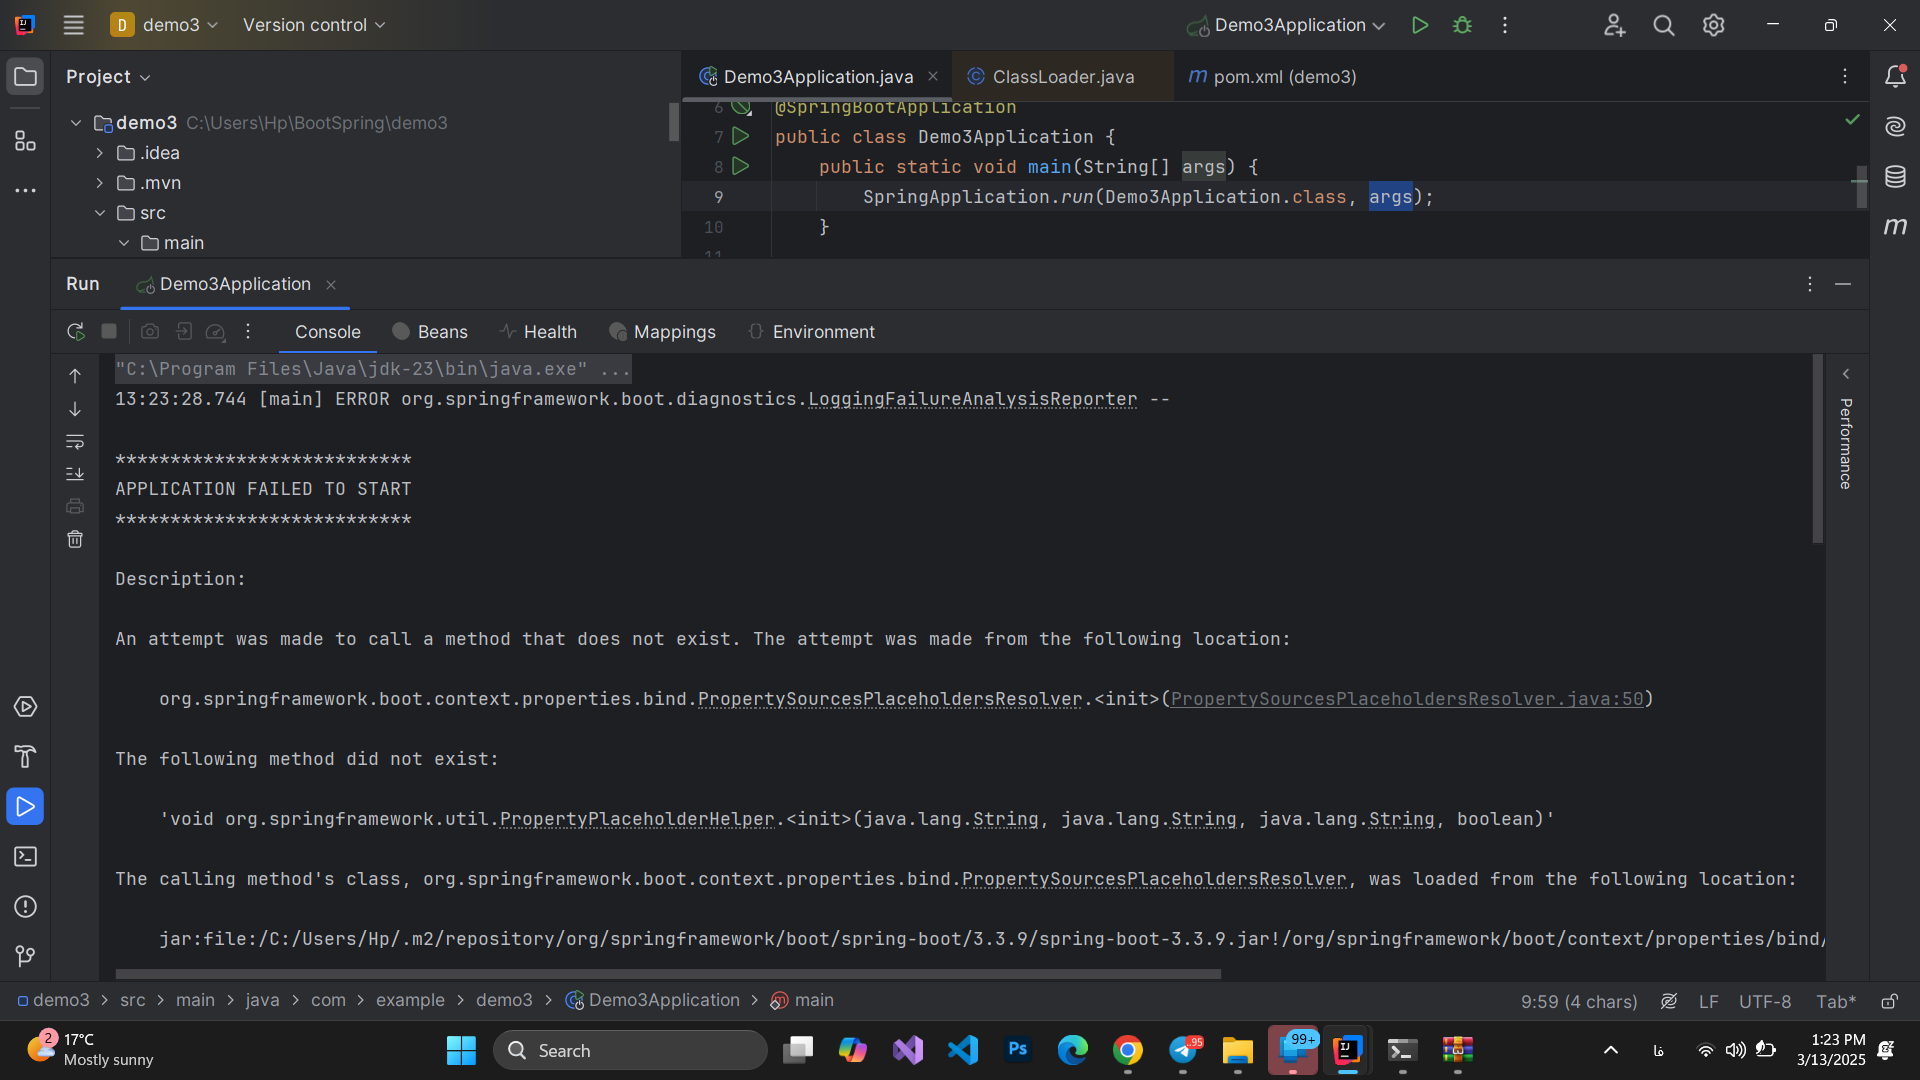 D demo3 Version control Demo3Application
Project
demo3 C:\Users\Hp\BootSpring\demo3
.idea
.mvn
src
main
Demo3Application.java ClassLoader.java m pom.xml (demo3)
6 @SpringBootApplication
7 public class Demo3Application {
8 public static void main(String[] args) {
9 SpringApplication.run(Demo3Application.class, args);
10 }
11
m
Run Demo3Application
Console Beans Health Mappings Environment
"C:\Program Files\Java\jdk-23\bin\java.exe" ...
13:23:28.744 [main] ERROR org.springframework.boot.diagnostics.LoggingFailureAnalysisReporter --
***************************
APPLICATION FAILED TO START
***************************
Description:
An attempt was made to call a method that does not exist. The attempt was made from the following location:
org.springframework.boot.context.properties.bind.PropertySourcesPlaceholdersResolver.<init>(PropertySourcesPlaceholdersResolver.java:50)
The following method did not exist:
'void org.springframework.util.PropertyPlaceholderHelper.<init>(java.lang.String, java.lang.String, java.lang.String, boolean)'
The calling method's class, org.springframework.boot.context.properties.bind.PropertySourcesPlaceholdersResolver, was loaded from the following location:
jar:file:/C:/Users/Hp/.m2/repository/org/springframework/boot/spring-boot/3.3.9/spring-boot-3.3.9.jar!/org/springframework/boot/context/properties/bind/
Performance
demo3 > src > main > java > com > example > demo3 > Demo3Application > main
9:59 (4 chars) LF UTF-8 Tab*
2
17°C
Mostly sunny
Search
Ps
.95
99+
فا
1:23 PM
3/13/2025